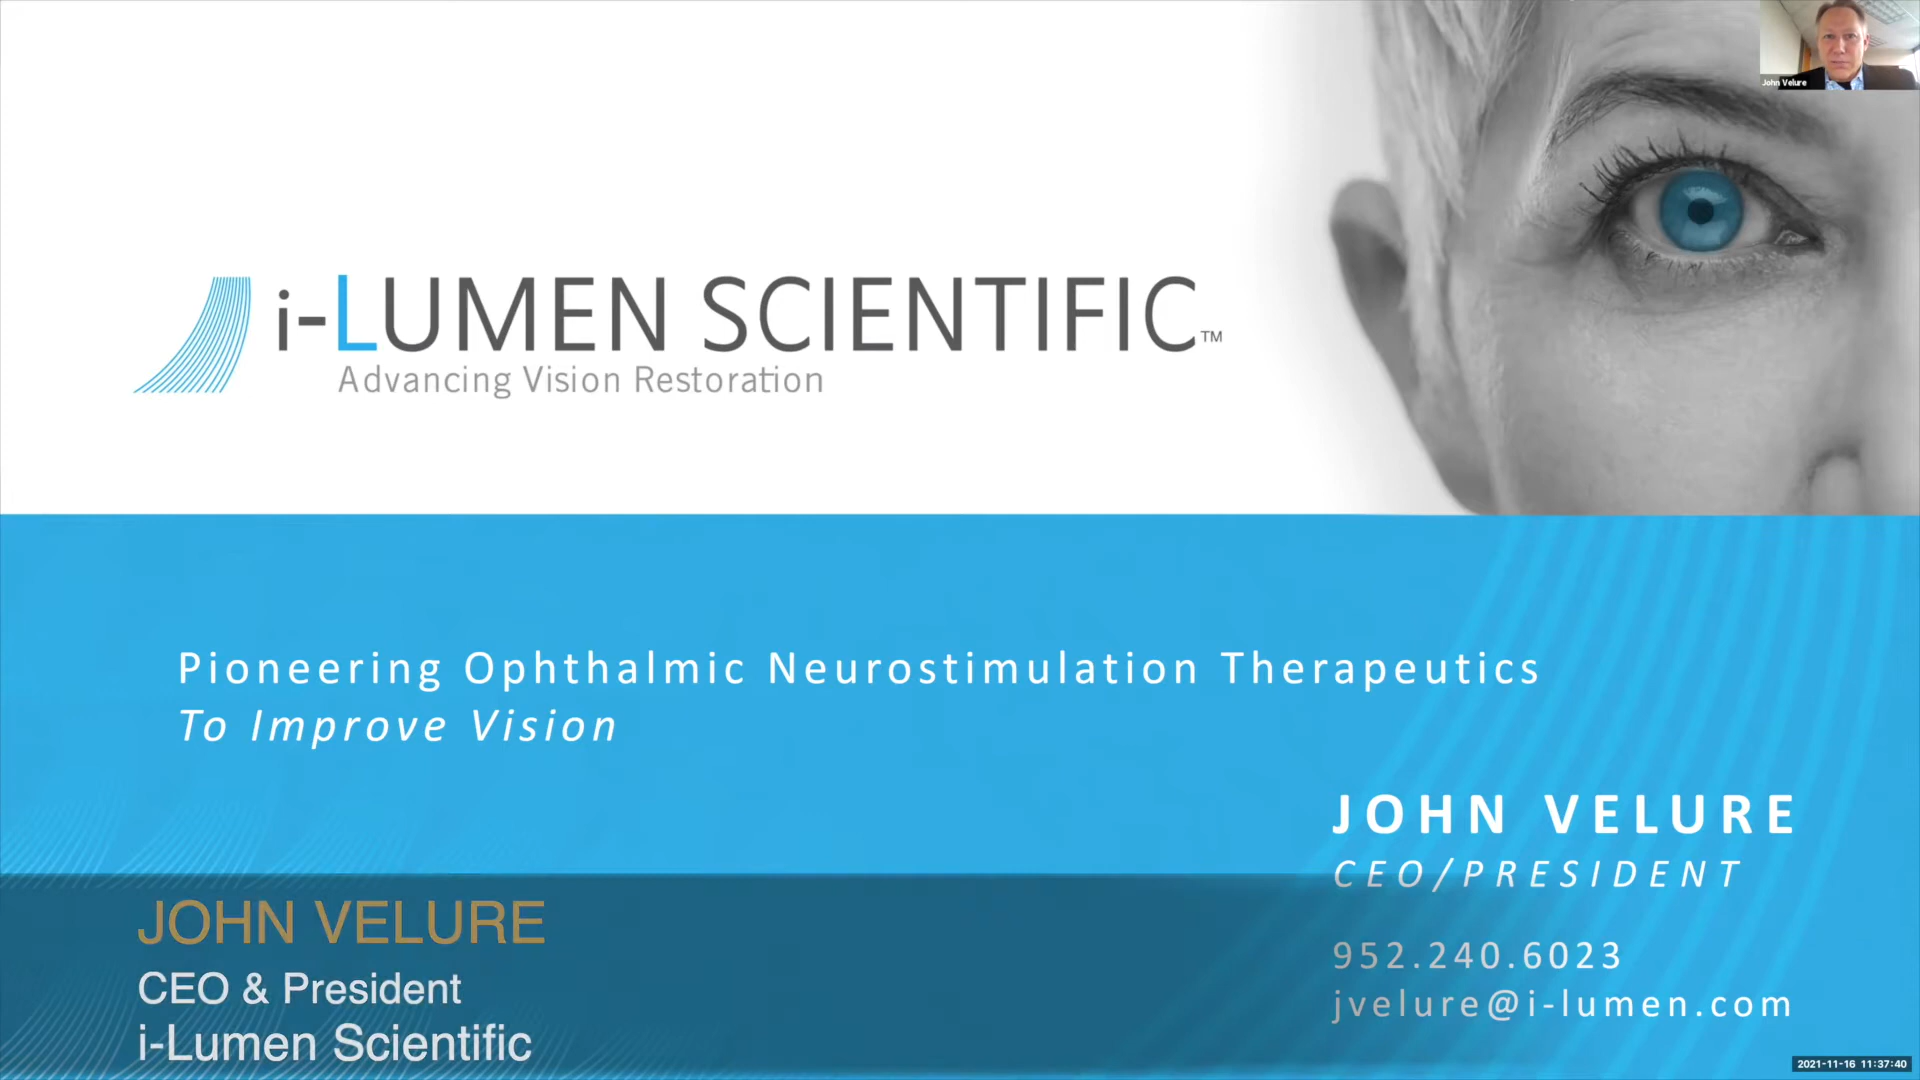 John Velure
i-LUMEN SCIENTIFIC™
Advancing Vision Restoration
Pioneering Ophthalmic Neurostimulation Therapeutics
To Improve Vision
JOHN VELURE
CEO/PRESIDENT
952.240.6023
jvelure@i-lumen.com
JOHN VELURE
CEO & President
i-Lumen Scientific
2021-11-16 11:37:40